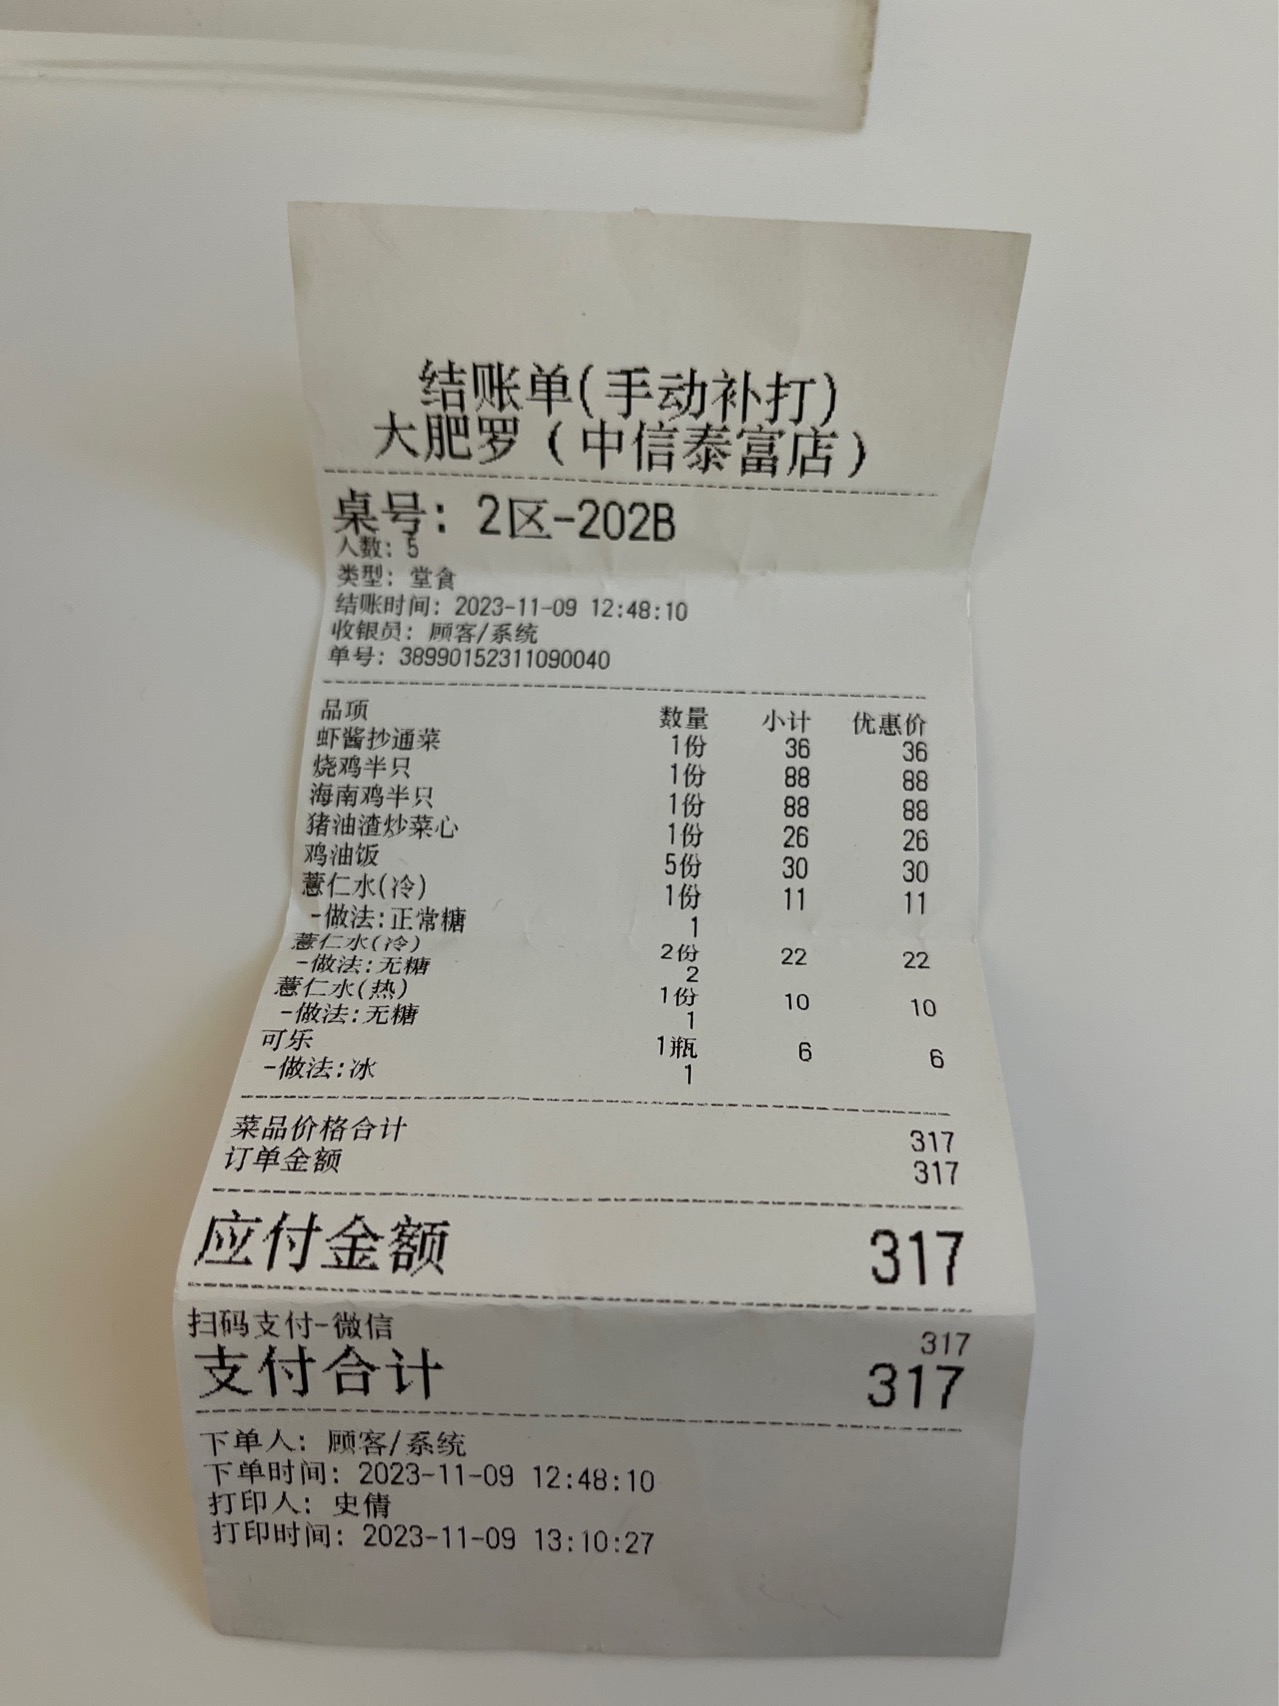 结账单(手动补打)
大肥罗（中信泰富店）
桌号: 2区-202B
人数: 5
类型: 堂食
结账时间: 2023-11-09 12:48:10
收银员: 顾客/系统
单号: 389901523110900​40
品项 数量 小计 优惠价
虾酱抄通菜 1份 36 36
烧鸡半只 1份 88 88
海南鸡半只 1份 88 88
猪油渣炒菜心 1份 26 26
鸡油饭 5份 30 30
薏仁水(冷) 1份 11 11
-做法:正常糖 1
薏仁水(冷) 2份 22 22
-做法:无糖 2
薏仁水(热) 1份 10 10
-做法:无糖 1
可乐 1瓶 6 6
-做法:冰 1
菜品价格合计 317
订单金额 317
应付金额 317
扫码支付-微信 317
支付合计 317
下单人: 顾客/系统
下单时间: 2023-11-09 12:48:10
打印人: 史倩
打印时间: 2023-11-09 13:10:27